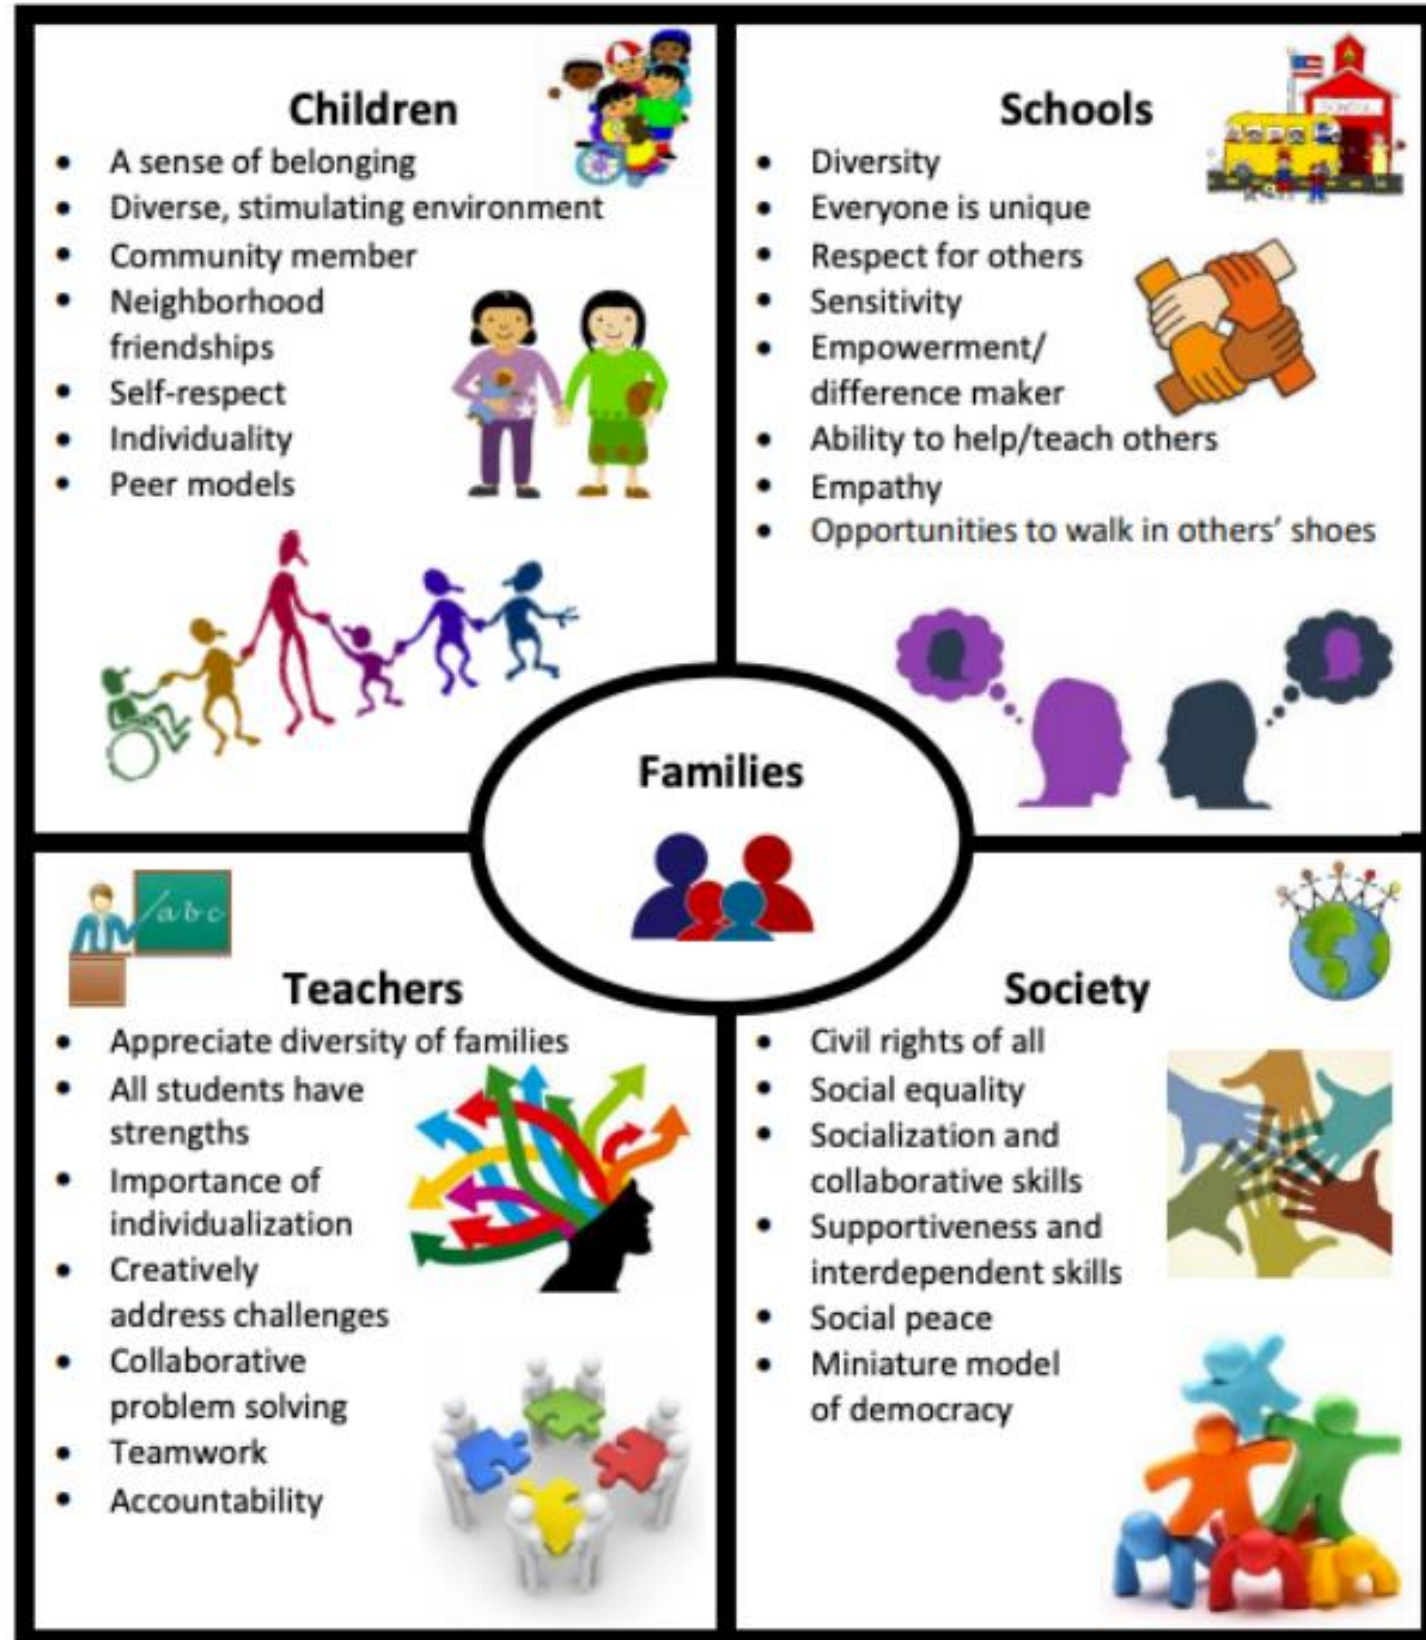 Children
• A sense of belonging
• Diverse, stimulating environment
• Community member
• Neighborhood
friendships
• Self-respect
• Individuality
• Peer models
Schools
• Diversity
• Everyone is unique
• Respect for others
• Sensitivity
• Empowerment/
difference maker
• Ability to help/teach others
• Empathy
• Opportunities to walk in others’ shoes
Families
abc
Teachers
• Appreciate diversity of families
• All students have
strengths
• Importance of
individualization
• Creatively
address challenges
• Collaborative
problem solving
• Teamwork
• Accountability
Society
• Civil rights of all
• Social equality
• Socialization and
collaborative skills
• Supportiveness and
interdependent skills
• Social peace
• Miniature model
of democracy